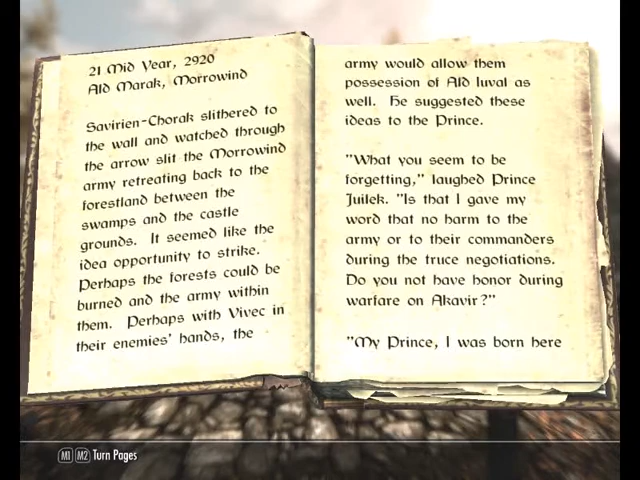 21 Mid Year, 2920
Ald Marak, Morrowind
Savirien-Chorak slithered to
the wall and watched through
the arrow slit the Morrowind
army retreating back to the
forestland between the
swamps and the castle
grounds. It seemed like the
idea opportunity to strike.
Perhaps the forests could be
burned and the army within
them. Perhaps with Vivec in
their enemies' hands, the
army would allow them
possession of Ald Iuval as
well. He suggested these
ideas to the Prince.
"What you seem to be
forgetting," laughed Prince
Juilek. "Is that I gave my
word that no harm to the
army or to their commanders
during the truce negotiations.
Do you not have honor during
warfare on Akavir?"
"My Prince, I was born here
M1 M2 Turn Pages